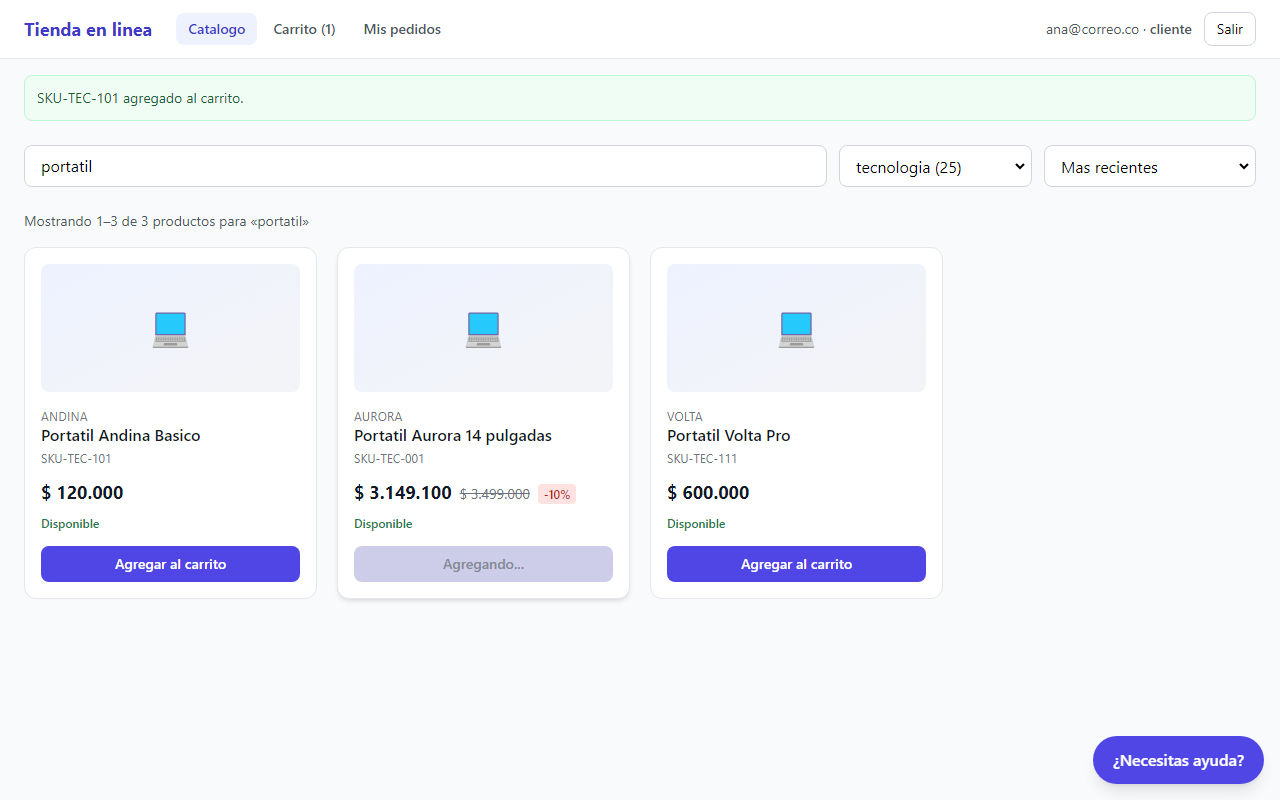 Tienda en linea
Catalogo
Carrito (1)
Mis pedidos
ana@correo.co · cliente
Salir
SKU-TEC-101 agregado al carrito.
portatil
tecnologia (25)
Mas recientes
Mostrando 1–3 de 3 productos para «portatil»
ANDINA
Portatil Andina Basico
SKU-TEC-101
$ 120.000
Disponible
Agregar al carrito
AURORA
Portatil Aurora 14 pulgadas
SKU-TEC-001
$ 3.149.100 $ 3.499.000 -10%
Disponible
Agregando...
VOLTA
Portatil Volta Pro
SKU-TEC-111
$ 600.000
Disponible
Agregar al carrito
¿Necesitas ayuda?